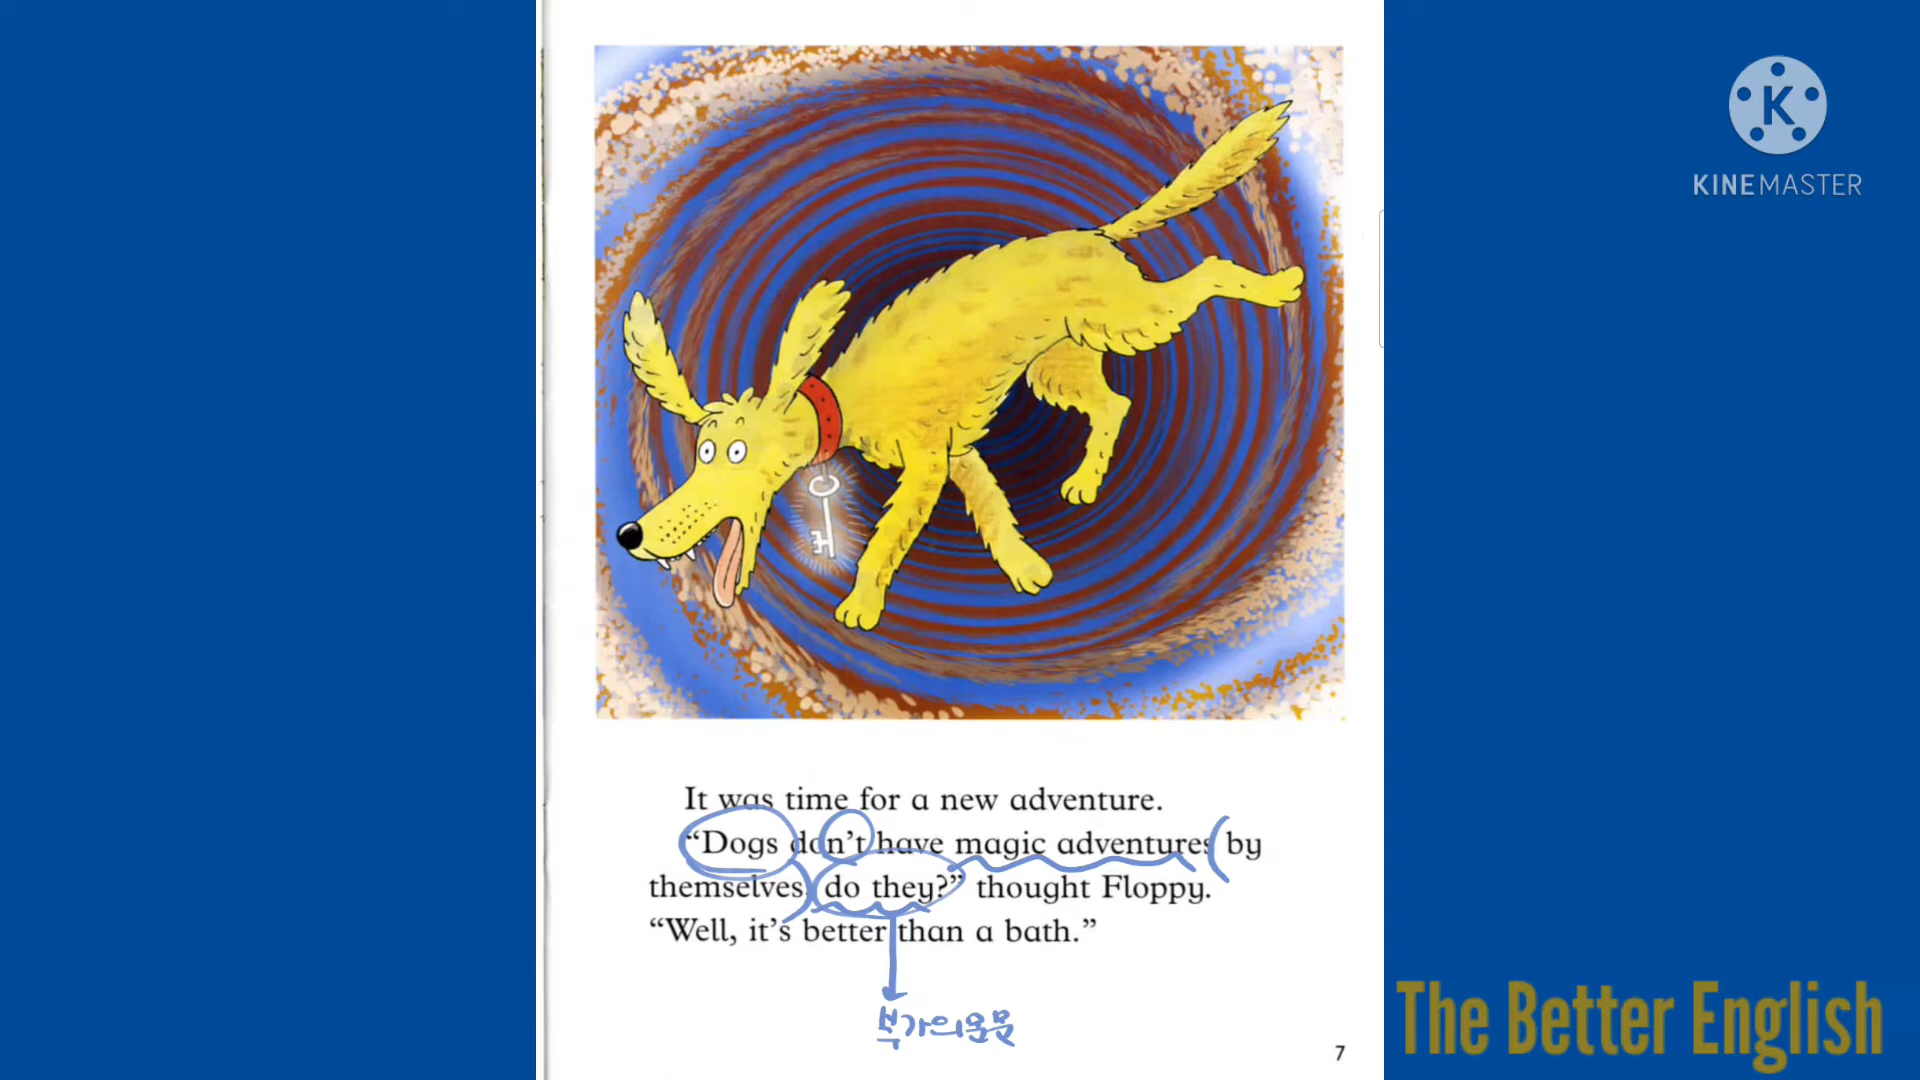 K
KINEMASTER
It was time for a new adventure.
“Dogs don’t have magic adventures by
themselves, do they?” thought Floppy.
“Well, it’s better than a bath.”
부가의문문
7
The Better English